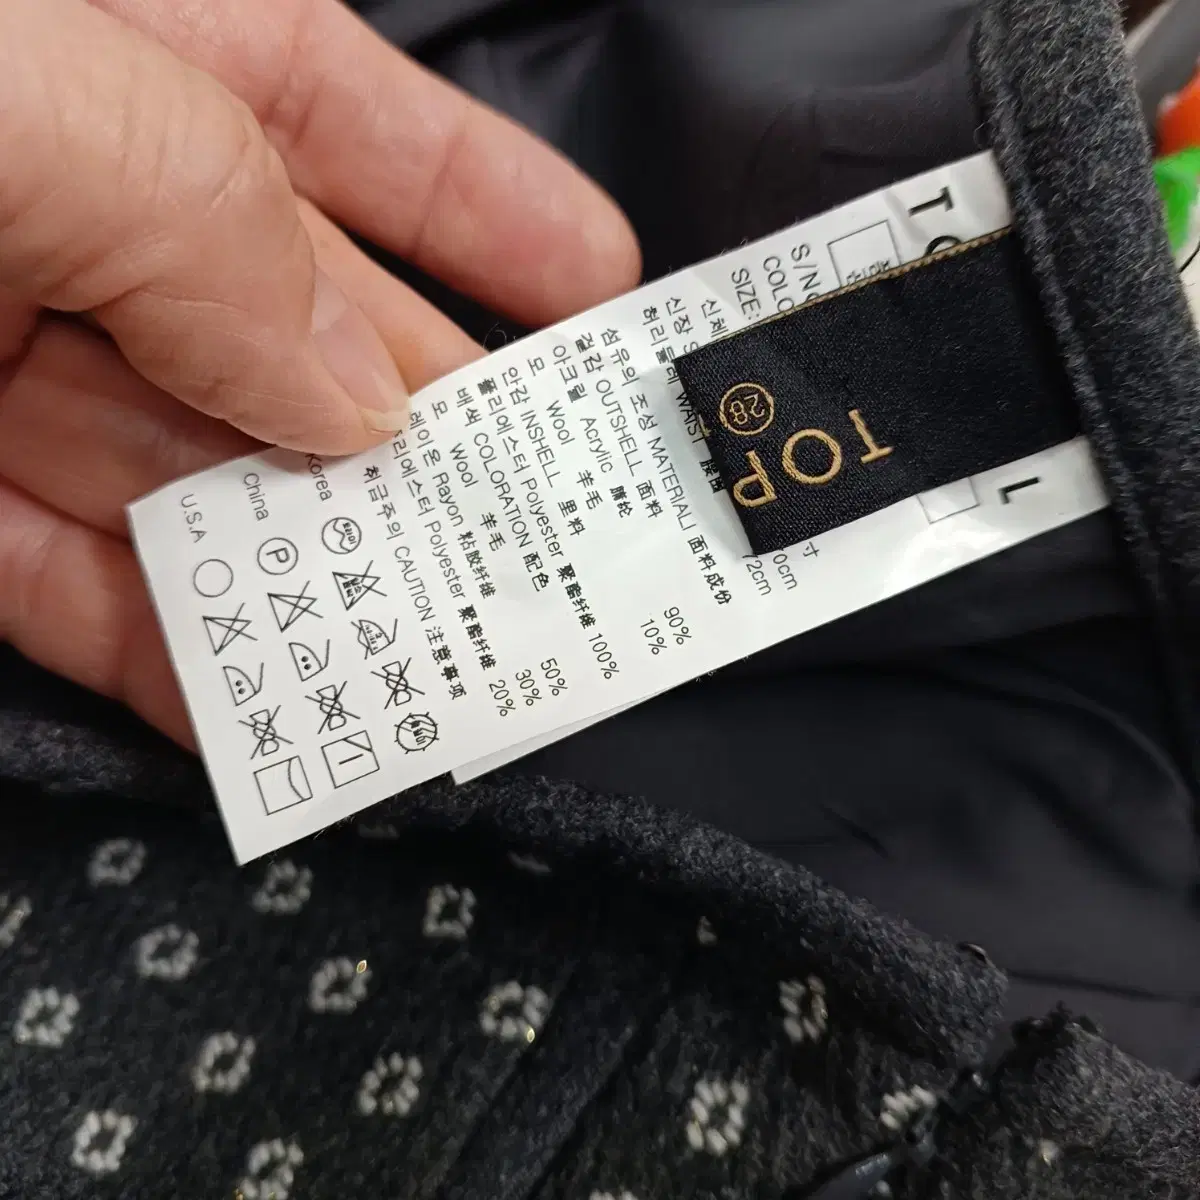 TOP
28
T
L
SIZE:
신체
신장
0cm
허리 둘레 WAIST 腰围 72cm
섬유의 조성 MATERIALI 面料成份
겉감 OUTSHELL 面料
아크릴 Acrylic 腈纶 90%
모 Wool 羊毛 10%
안감 INSHELL 里料
폴리에스터 Polyester 聚酯纤维 100%
배색 COLORATION 配色
모 Wool 羊毛 50%
레이온 Rayon 粘胶纤维 30%
리에스터 Polyester 聚酯纤维 20%
취급주의 CAUTION 注意事项
Korea
China P
U.S.A